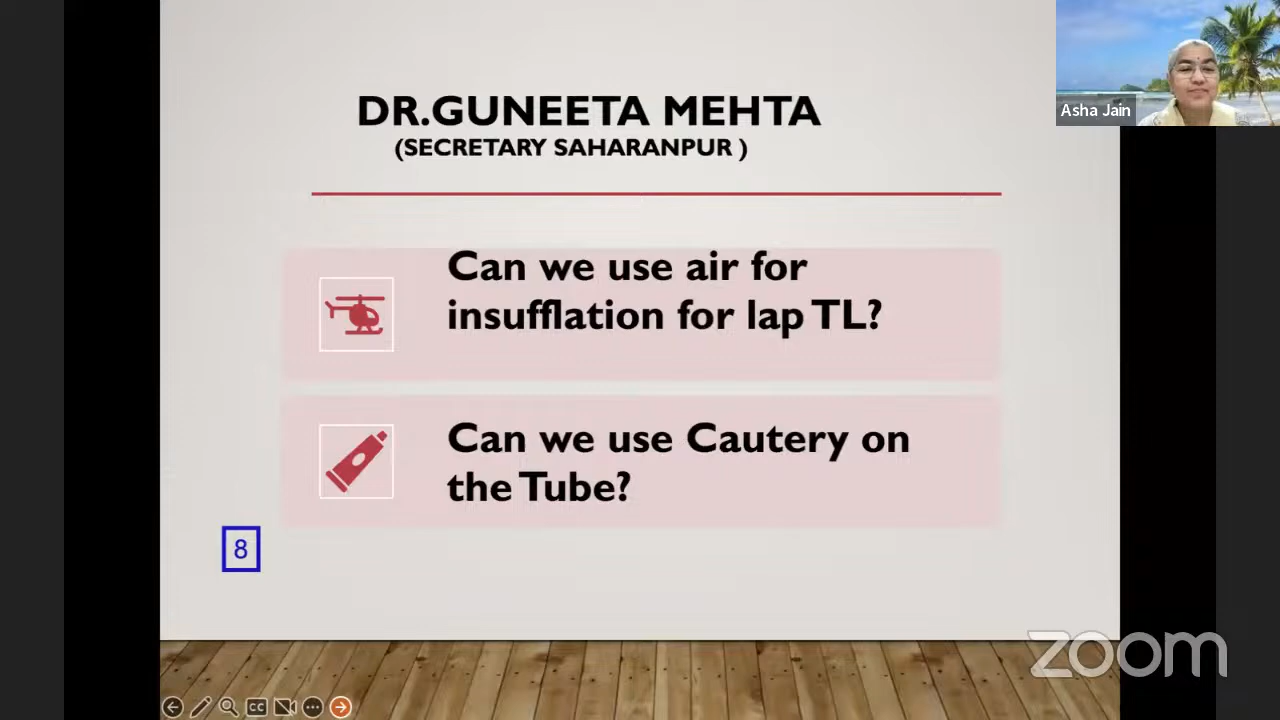 DR.GUNEETA MEHTA
(SECRETARY SAHARANPUR )
Asha Jain
Can we use air for
insufflation for lap TL?
Can we use Cautery on
the Tube?
8
zoom
CC